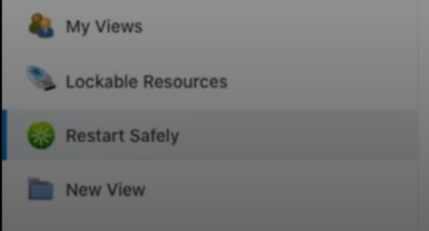 My Views
Lockable Resources
Restart Safely
New View